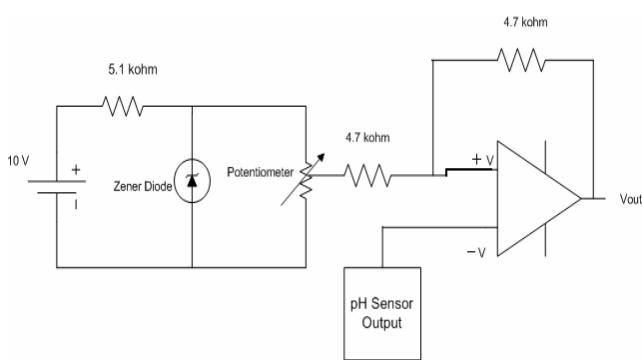 4.7 kohm
5.1 kohm
4.7 kohm
10 V
+
Zener Diode
Potentiometer
+ V
Vout
– V
pH Sensor
Output